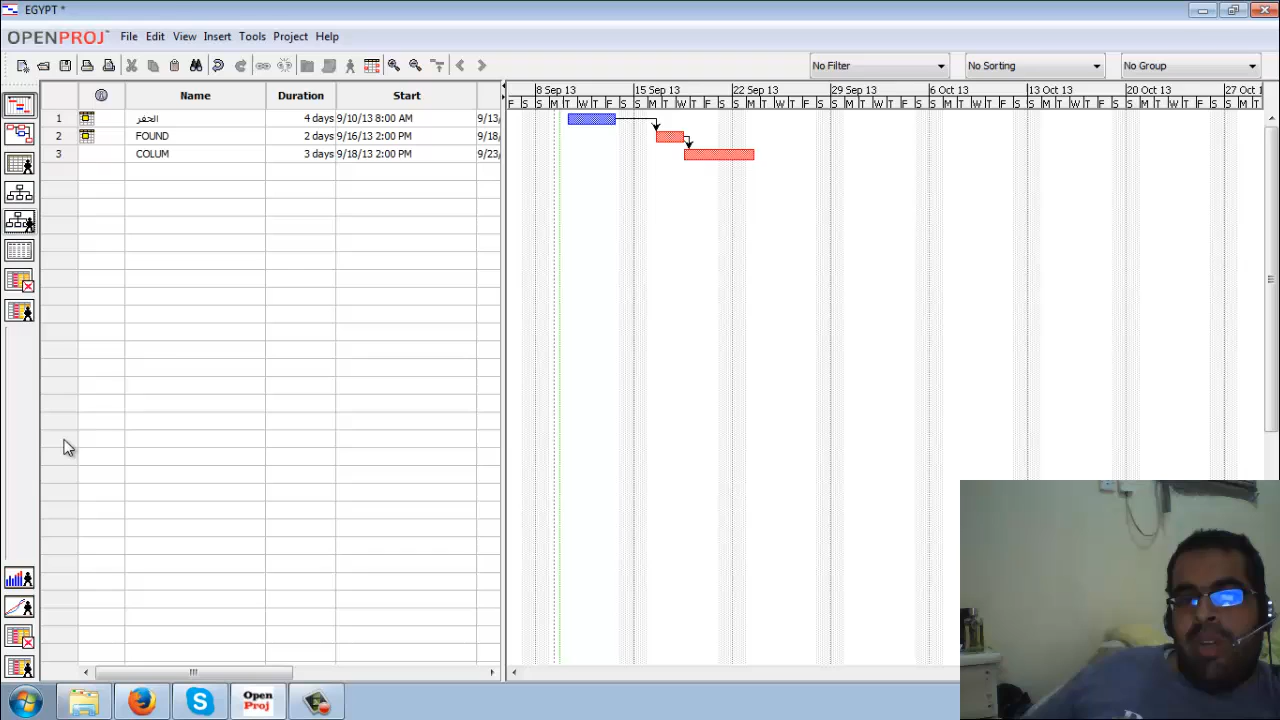 EGYPT *
OPENPROJ™ File Edit View Insert Tools Project Help
No Filter No Sorting No Group
Name Duration Start
8 Sep 13 15 Sep 13 22 Sep 13 29 Sep 13 6 Oct 13 13 Oct 13 20 Oct 13 27 Oct 1
F S S M T W T F S S M T W T F S S M T W T F S S M T W T F S S M T W T F S S M T W T F S S M T W T F S S M T
1 الحفر 4 days 9/10/13 8:00 AM 9/13/
2 FOUND 2 days 9/16/13 2:00 PM 9/18/
3 COLUM 3 days 9/18/13 2:00 PM 9/23/
Open
Proj